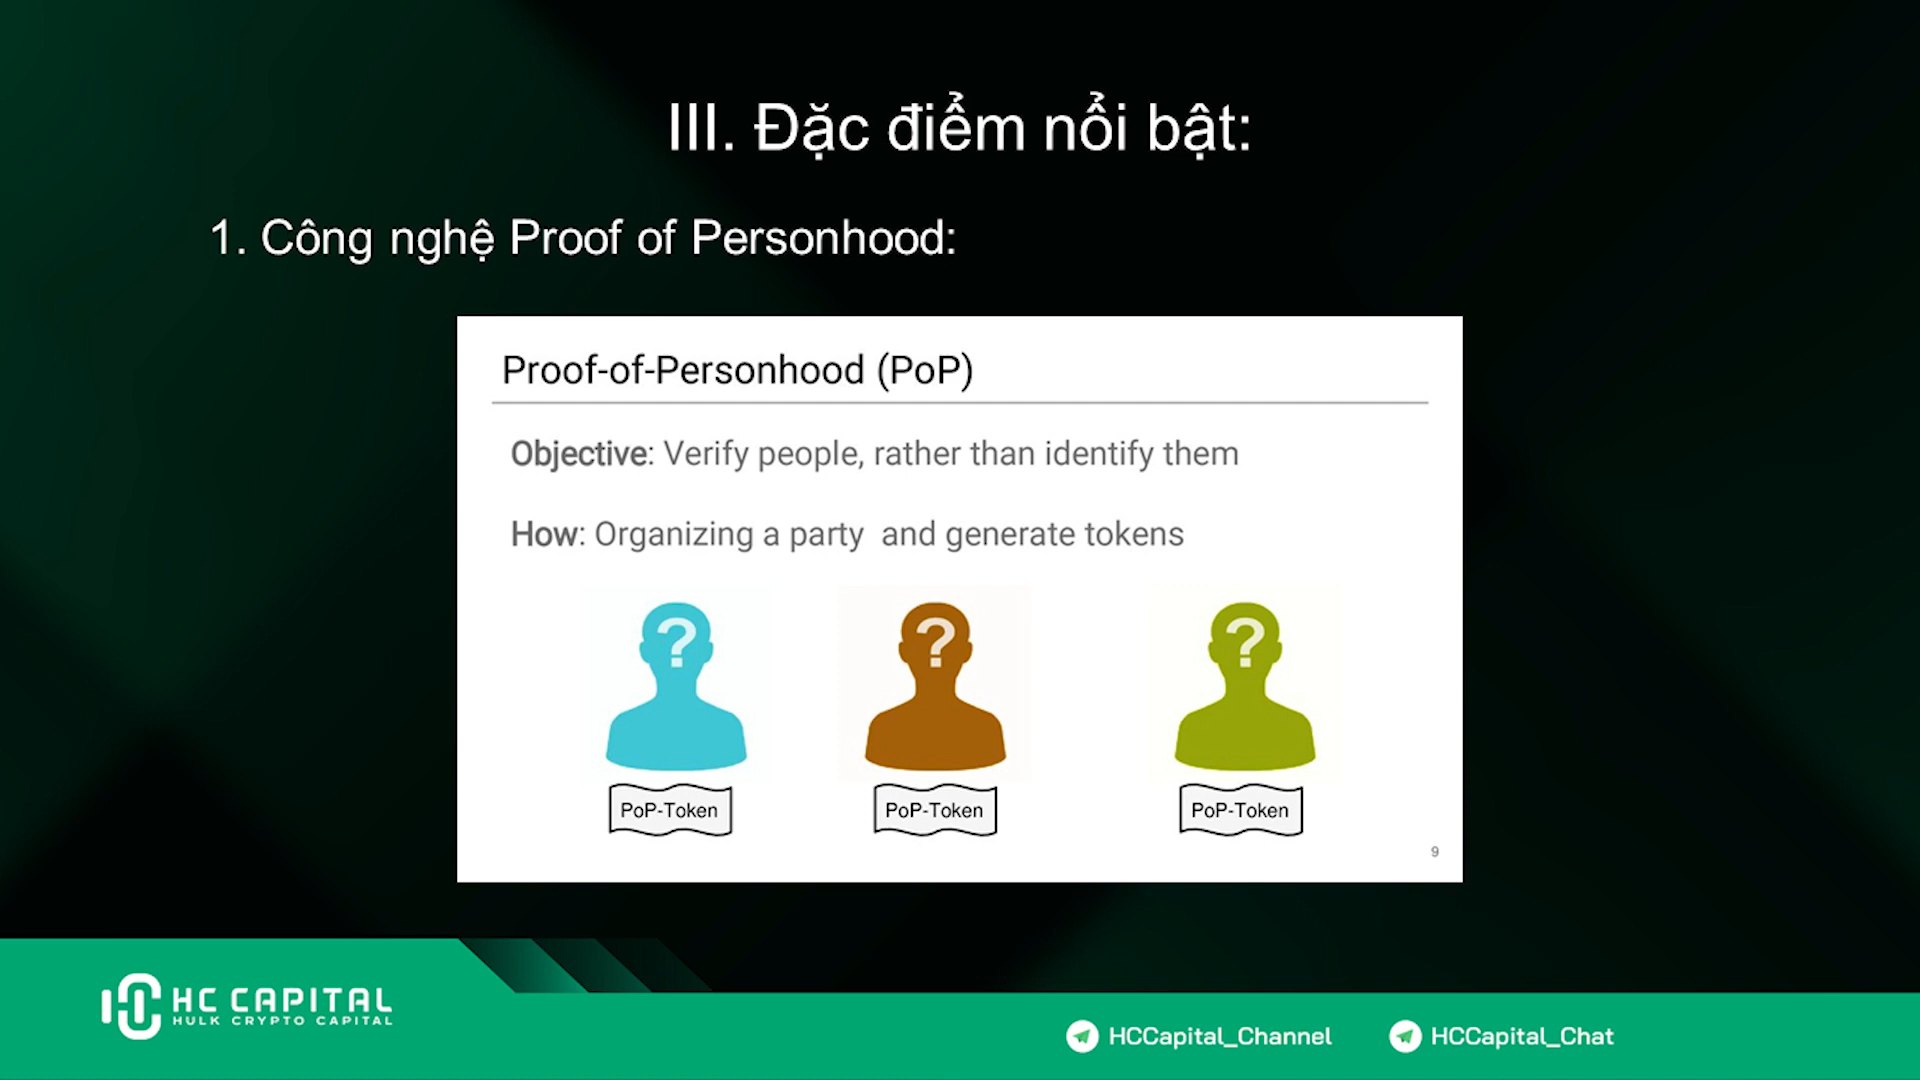 III. Đặc điểm nổi bật:
1. Công nghệ Proof of Personhood:
Proof-of-Personhood (PoP)
Objective: Verify people, rather than identify them
How: Organizing a party  and generate tokens
? ? ?
PoP-Token PoP-Token PoP-Token
9
HC CAPITAL
HULK CRYPTO CAPITAL
HCCapital_Channel HCCapital_Chat